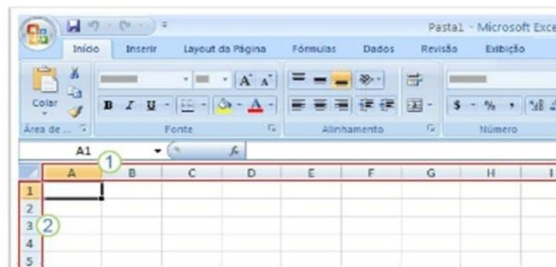 Pasta1 - Microsoft Exce
Início Inserir Layout da Página Fórmulas Dados Revisão Exibição
Colar N I S A A A $ %
Área de ... Fonte Alinhamento Número
A1 fx
1
A B C D E F G H I
1
2
3 2
4
5